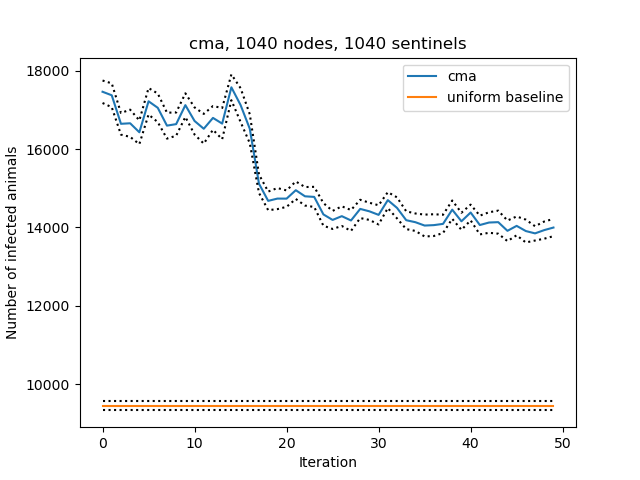 cma, 1040 nodes, 1040 sentinels
18000
16000
14000
12000
10000
Number of infected animals
cma
uniform baseline
0 10 20 30 40 50
Iteration